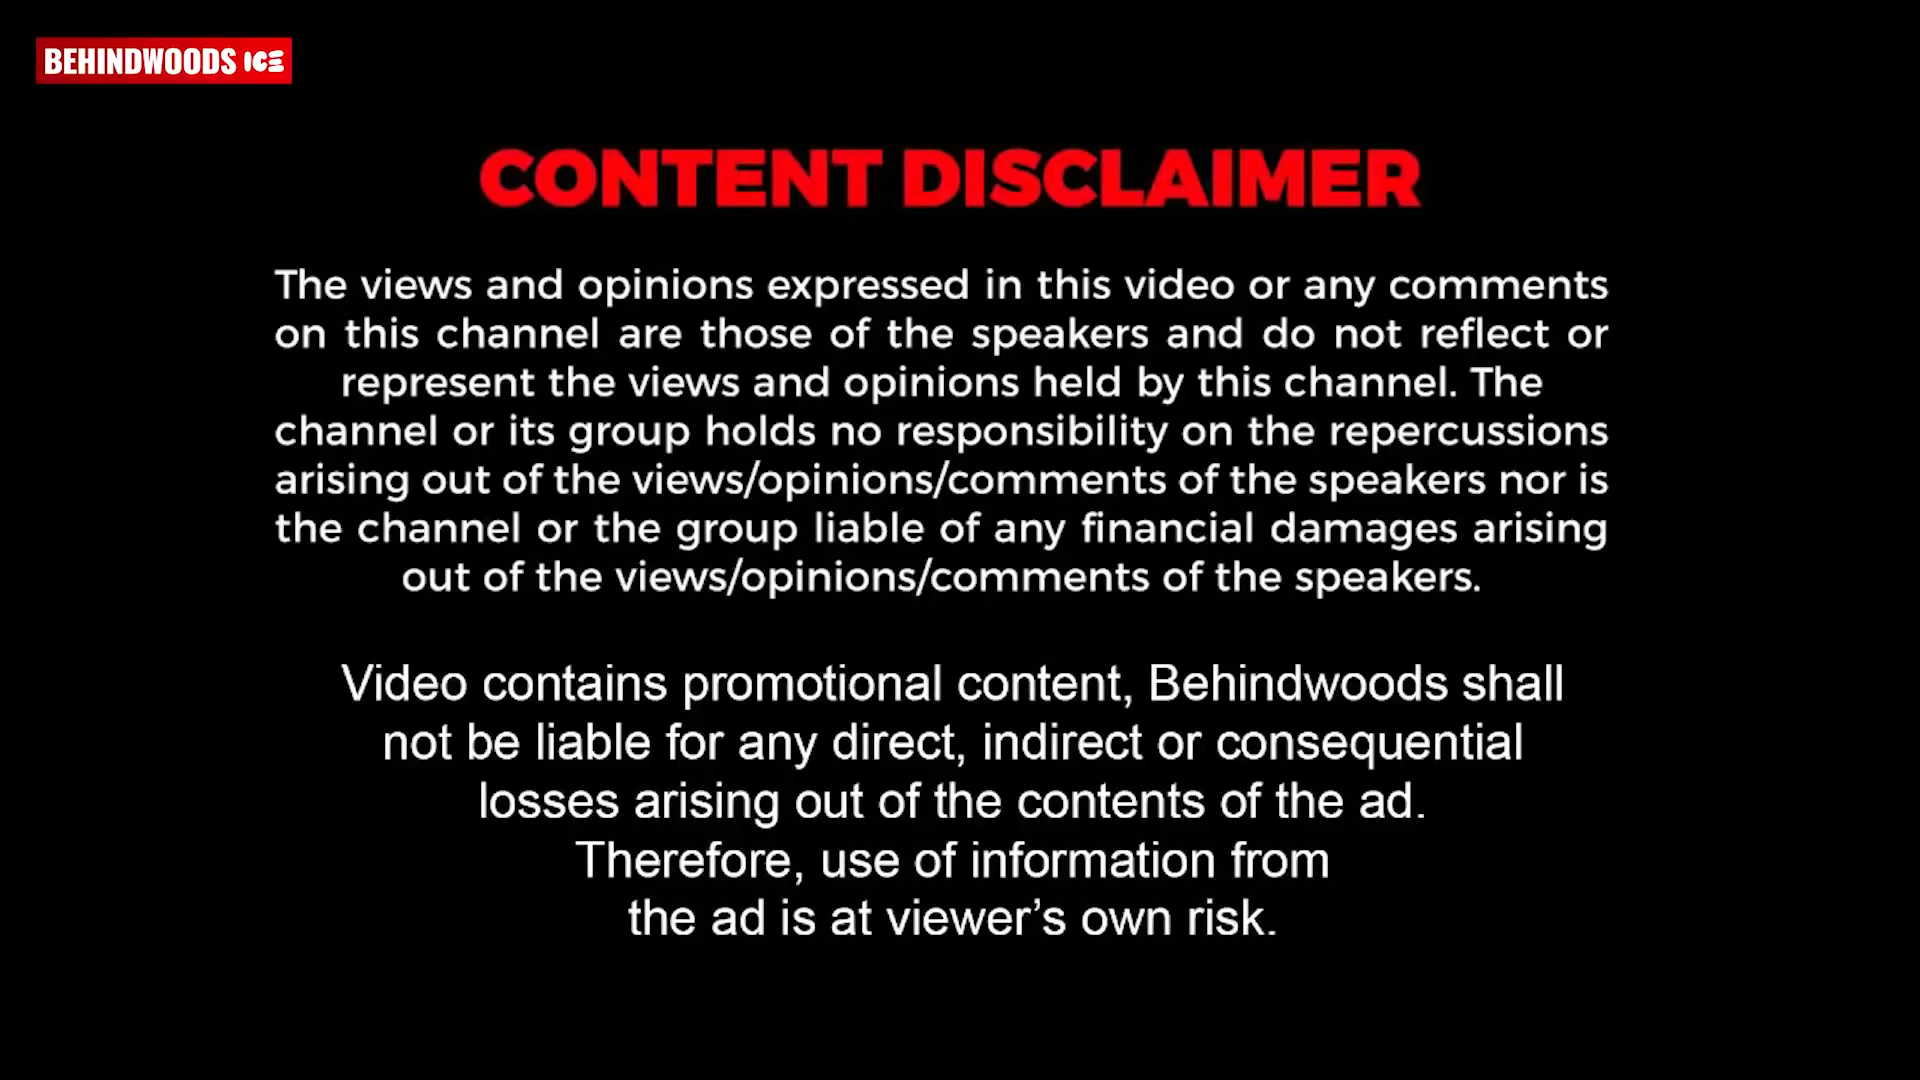 BEHINDWOODS ICE
CONTENT DISCLAIMER
The views and opinions expressed in this video or any comments
on this channel are those of the speakers and do not reflect or
represent the views and opinions held by this channel. The
channel or its group holds no responsibility on the repercussions
arising out of the views/opinions/comments of the speakers nor is
the channel or the group liable of any financial damages arising
out of the views/opinions/comments of the speakers.
Video contains promotional content, Behindwoods shall
not be liable for any direct, indirect or consequential
losses arising out of the contents of the ad.
Therefore, use of information from
the ad is at viewer’s own risk.